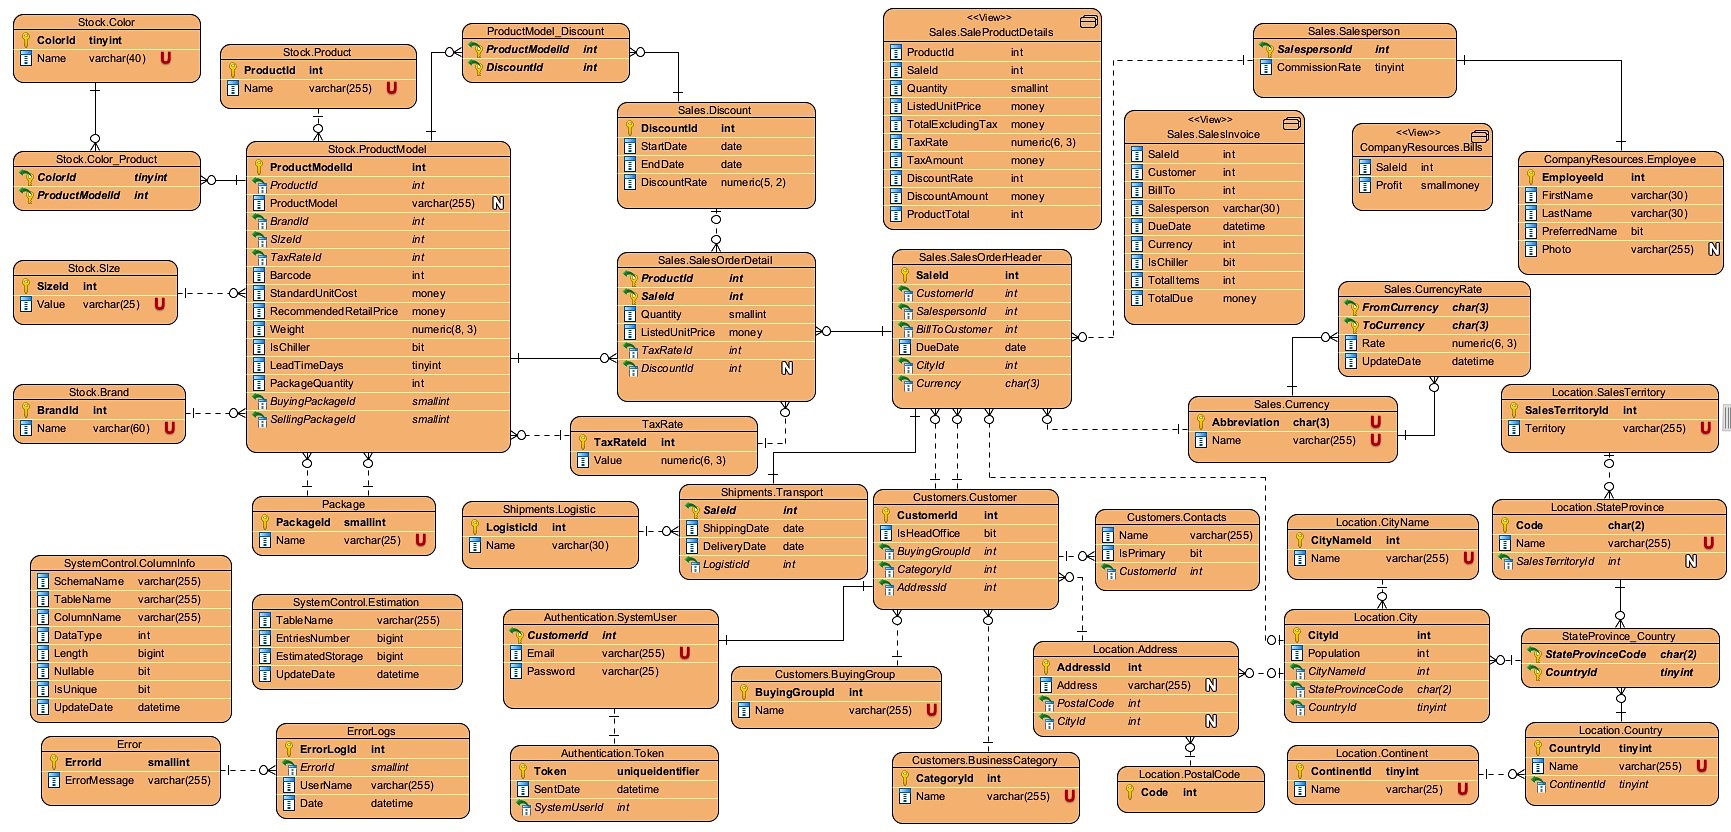 Stock.Color
ColorId tinyint
Name varchar(40) U
Stock.Product
ProductId int
Name varchar(255) U
ProductModel_Discount
ProductModelId int
DiscountId int
<<View>>
Sales.SaleProductDetails
ProductId int
SaleId int
Quantity smallint
ListedUnitPrice money
TotalExcludingTax money
TaxRate numeric(6, 3)
TaxAmount money
DiscountRate int
DiscountAmount money
ProductTotal int
Sales.Salesperson
SalespersonId int
CommissionRate tinyint
Sales.Discount
DiscountId int
StartDate date
EndDate date
DiscountRate numeric(5, 2)
<<View>>
Sales.SalesInvoice
SaleId int
Customer int
BillTo int
Salesperson varchar(30)
DueDate datetime
Currency int
IsChiller bit
TotalItems int
TotalDue money
<<View>>
CompanyResources.Bills
SaleId int
Profit smallmoney
CompanyResources.Employee
EmployeeId int
FirstName varchar(30)
LastName varchar(30)
PreferredName bit
Photo varchar(255) N
Stock.Color_Product
ColorId tinyint
ProductModelId int
Stock.ProductModel
ProductModelId int
ProductId int
ProductModel varchar(255) N
BrandId int
SIzeId int
TaxRateId int
Barcode int
StandardUnitCost money
RecommendedRetailPrice money
Weight numeric(8, 3)
IsChiller bit
LeadTimeDays tinyint
PackageQuantity int
BuyingPackageId smallint
SellingPackageId smallint
Stock.SIze
SizeId int
Value varchar(25) U
Sales.SalesOrderDetail
ProductId int
SaleId int
Quantity smallint
ListedUnitPrice money
TaxRateId int
DiscountId int N
Sales.SalesOrderHeader
SaleId int
CustomerId int
SalespersonId int
BillToCustomer int
DueDate date
CityId int
Currency char(3)
Sales.CurrencyRate
FromCurrency char(3)
ToCurrency char(3)
Rate numeric(6, 3)
UpdateDate datetime
Stock.Brand
BrandId int
Name varchar(60) U
TaxRate
TaxRateId int
Value numeric(6, 3)
Sales.Currency
Abbreviation char(3) U
Name varchar(255) U
Location.SalesTerritory
SalesTerritoryId int
Territory varchar(255) U
Package
PackageId smallint
Name varchar(25) U
Shipments.Logistic
LogisticId int
Name varchar(30)
Shipments.Transport
SaleId int
ShippingDate date
DeliveryDate date
LogisticId int
Customers.Customer
CustomerId int
IsHeadOffice bit
BuyingGroupId int
CategoryId int
AddressId int
Customers.Contacts
Name varchar(255)
IsPrimary bit
CustomerId int
Location.CityName
CityNameId int
Name varchar(255) U
Location.StateProvince
Code char(2)
Name varchar(255) U
SalesTerritoryId int N
SystemControl.ColumnInfo
SchemaName varchar(255)
TableName varchar(255)
ColumnName varchar(255)
DataType int
Length bigint
Nullable bit
IsUnique bit
UpdateDate datetime
SystemControl.Estimation
TableName varchar(255)
EntriesNumber bigint
EstimatedStorage bigint
UpdateDate datetime
Authentication.SystemUser
CustomerId int
Email varchar(255) U
Password varchar(25)
Customers.BuyingGroup
BuyingGroupId int
Name varchar(255) U
Location.Address
AddressId int
Address varchar(255) N
PostalCode int
CityId int N
Location.City
CityId int
Population int
CityNameId int
StateProvinceCode char(2)
CountryId tinyint
StateProvince_Country
StateProvinceCode char(2)
CountryId tinyint
Error
ErrorId smallint
ErrorMessage varchar(255)
ErrorLogs
ErrorLogId int
ErrorId smallint
UserName varchar(255)
Date datetime
Authentication.Token
Token uniqueidentifier
SentDate datetime
SystemUserId int
Customers.BusinessCategory
CategoryId int
Name varchar(255) U
Location.PostalCode
Code int
Location.Continent
ContinentId tinyint
Name varchar(25) U
Location.Country
CountryId tinyint
Name varchar(255) U
ContinentId tinyint